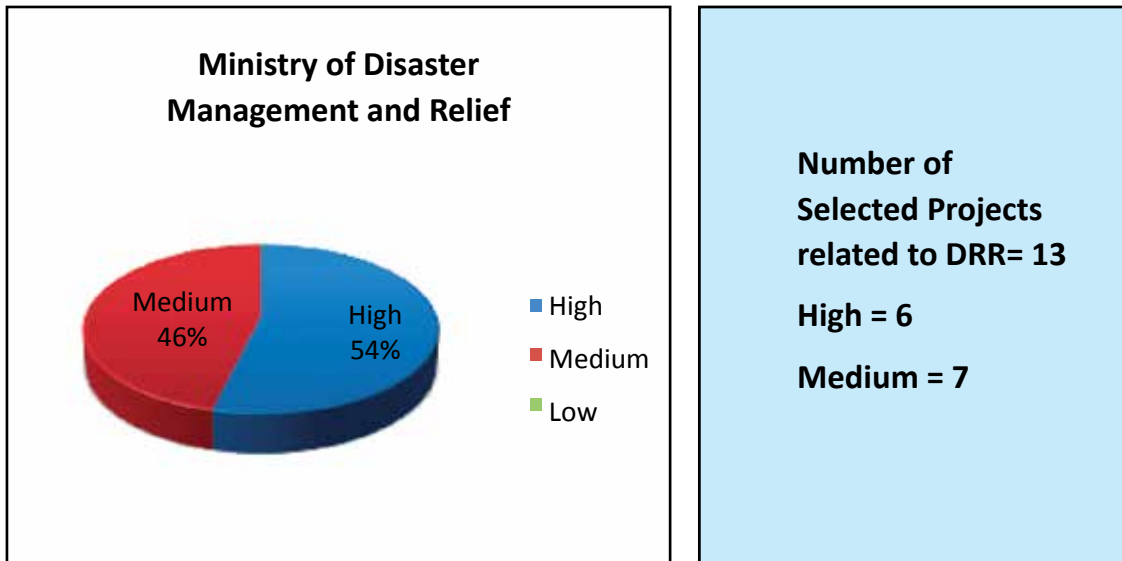 Ministry of Disaster
Management and Relief
Medium
46%
High
54%
High
Medium
Low
Number of
Selected Projects
related to DRR= 13
High = 6
Medium = 7